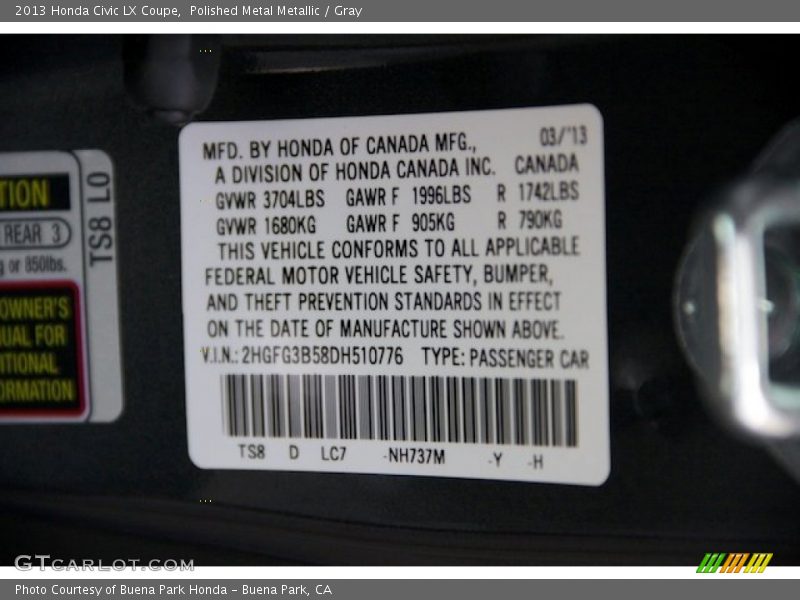 2013 Honda Civic LX Coupe, Polished Metal Metallic / Gray
MFD. BY HONDA OF CANADA MFG., 03/'13
A DIVISION OF HONDA CANADA INC. CANADA
GVWR 3704LBS GAWR F 1996LBS R 1742LBS
GVWR 1680KG GAWR F 905KG R 790KG
THIS VEHICLE CONFORMS TO ALL APPLICABLE
FEDERAL MOTOR VEHICLE SAFETY, BUMPER,
AND THEFT PREVENTION STANDARDS IN EFFECT
ON THE DATE OF MANUFACTURE SHOWN ABOVE.
V.I.N.: 2HGFG3B58DH510776 TYPE: PASSENGER CAR
TS8 D LC7 -NH737M -Y -H
TION
REAR 3
g or 850lbs.
OWNER'S
UAL FOR
ITIONAL
ORMATION
TS8 L0
GTCARLOT.COM
Photo Courtesy of Buena Park Honda - Buena Park, CA